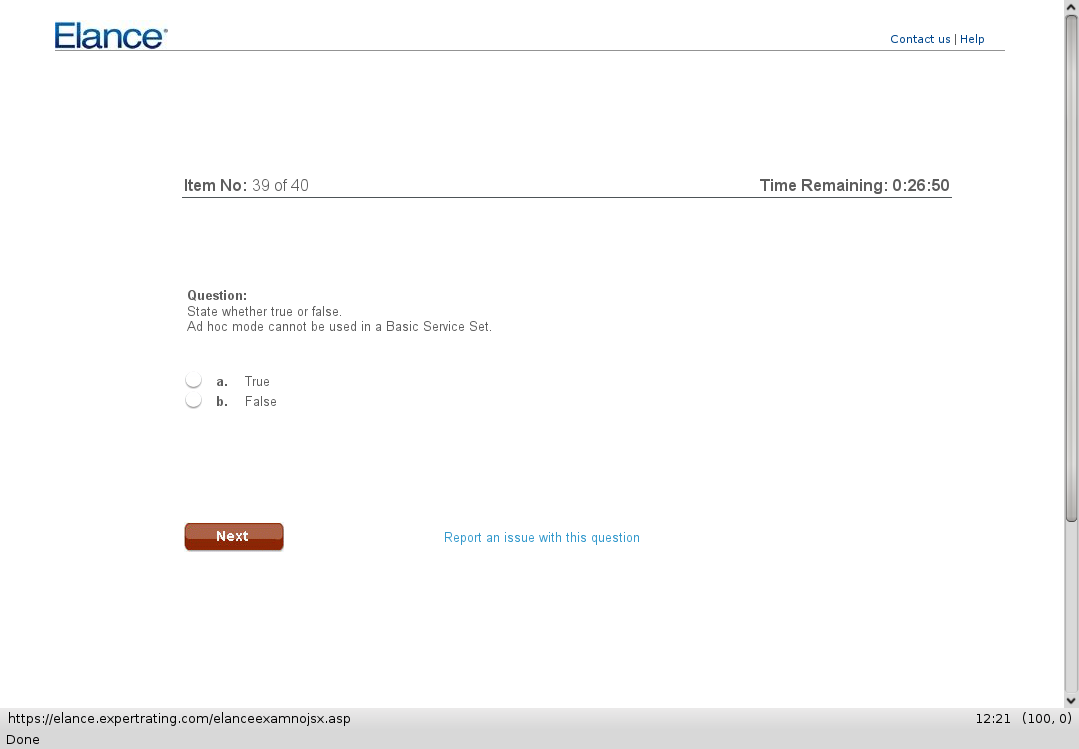 Elance
Contact us | Help
Item No: 39 of 40 Time Remaining: 0:26:50
Question:
State whether true or false.
Ad hoc mode cannot be used in a Basic Service Set.
a. True
b. False
Next Report an issue with this question
https://elance.expertrating.com/elanceexamnojsx.asp 12:21 (100, 0)
Done